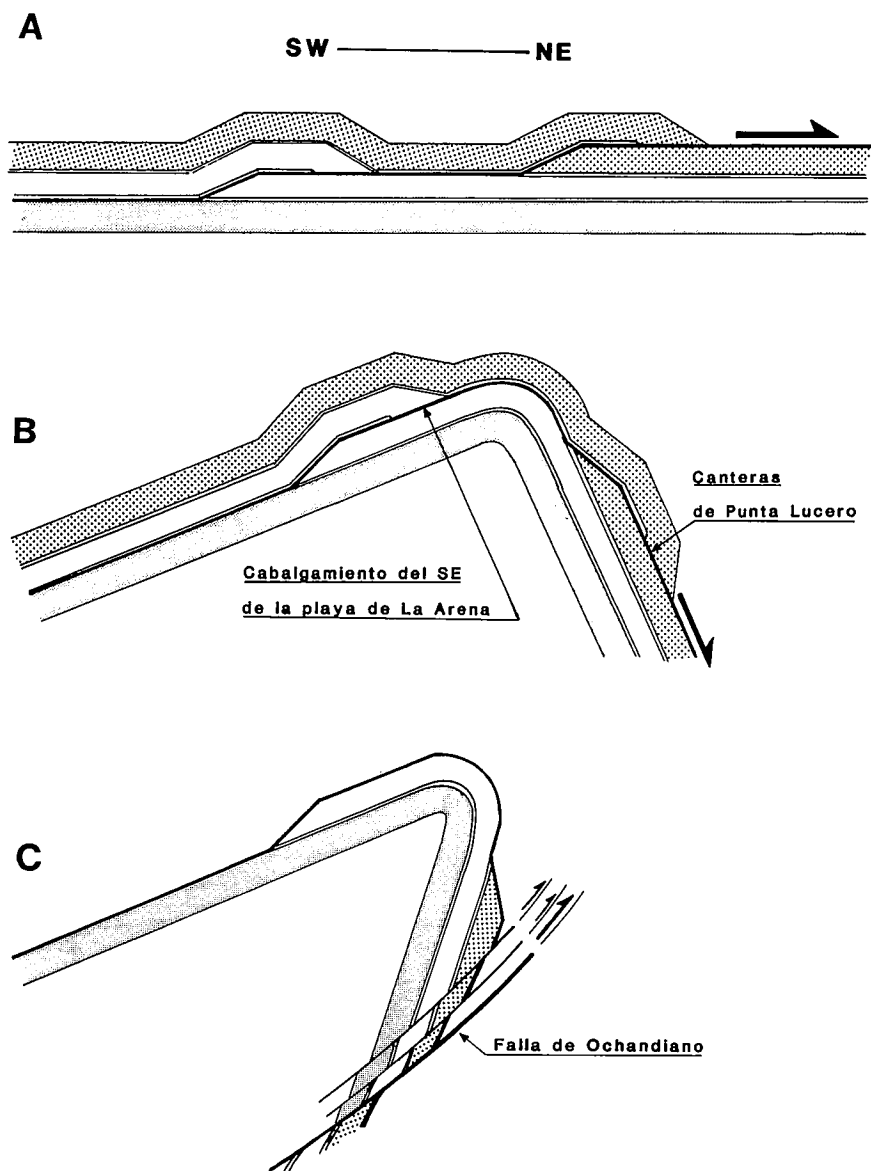 A
SW NE
B
Canteras
de Punta Lucero
Cabalgamiento del SE
de la playa de La Arena
C
Falla de Ochandiano